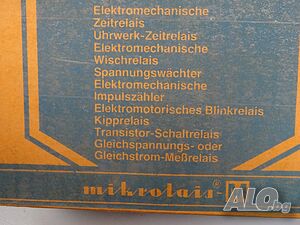 Elektromechanische
Zeitrelais
Uhrwerk-Zeitrelais
Elektromechanische
Wischrelais
Spannungswächter
Elektromechanische
Impulszähler
Elektromotorisches Blinkrelais
Kipprelais
Transistor-Schaltrelais
Gleichspannungs- oder
Gleichstrom-Meßrelais
mikrolais®
ALO.bg